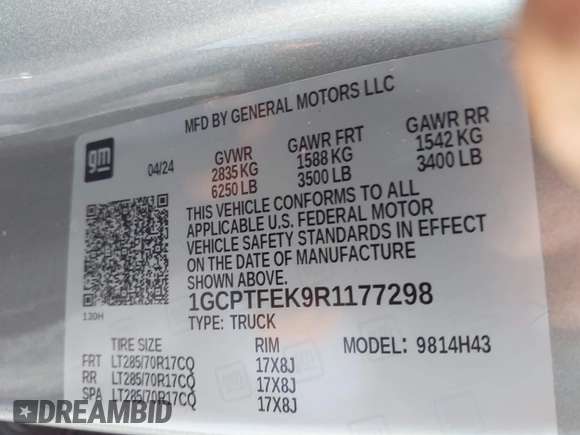 MFD BY GENERAL MOTORS LLC
gm
04/24
GVWR
2835 KG
6250 LB
GAWR FRT
1588 KG
3500 LB
GAWR RR
1542 KG
3400 LB
THIS VEHICLE CONFORMS TO ALL
APPLICABLE U.S. FEDERAL MOTOR
VEHICLE SAFETY STANDARDS IN EFFECT
ON THE DATE OF MANUFACTURE
SHOWN ABOVE.
1GCPTFEK9R1177298
130H
TYPE: TRUCK
TIRE SIZE RIM MODEL: 9814H43
FRT LT285/70R17CQ 17X8J
RR LT285/70R17CQ 17X8J
SPA LT285/70R17CQ 17X8J
DREAMBID